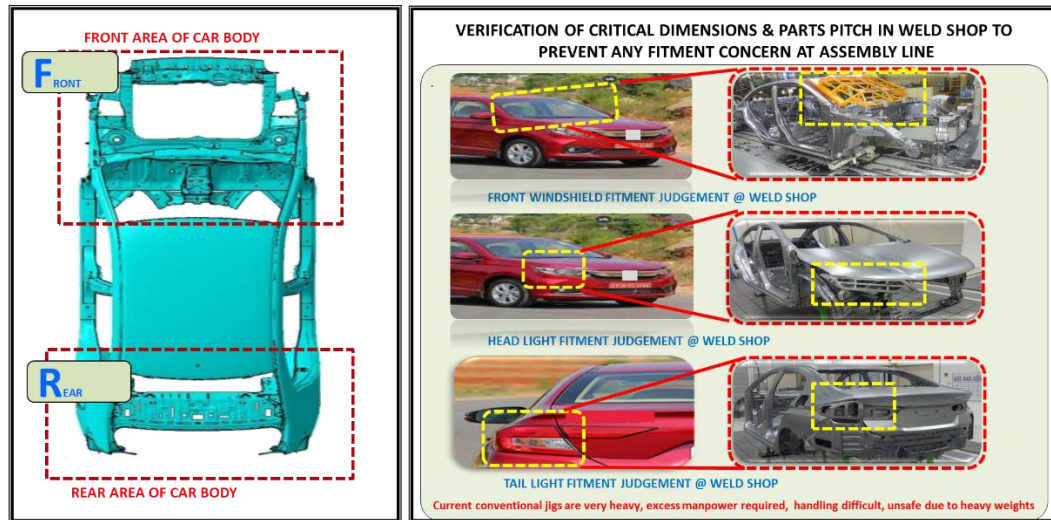 FRONT AREA OF CAR BODY
FRONT
REAR
REAR AREA OF CAR BODY
VERIFICATION OF CRITICAL DIMENSIONS & PARTS PITCH IN WELD SHOP TO
PREVENT ANY FITMENT CONCERN AT ASSEMBLY LINE
FRONT WINDSHIELD FITMENT JUDGEMENT @ WELD SHOP
HEAD LIGHT FITMENT JUDGEMENT @ WELD SHOP
TAIL LIGHT FITMENT JUDGEMENT @ WELD SHOP
Current conventional jigs are very heavy, excess manpower required, handling difficult, unsafe due to heavy weights